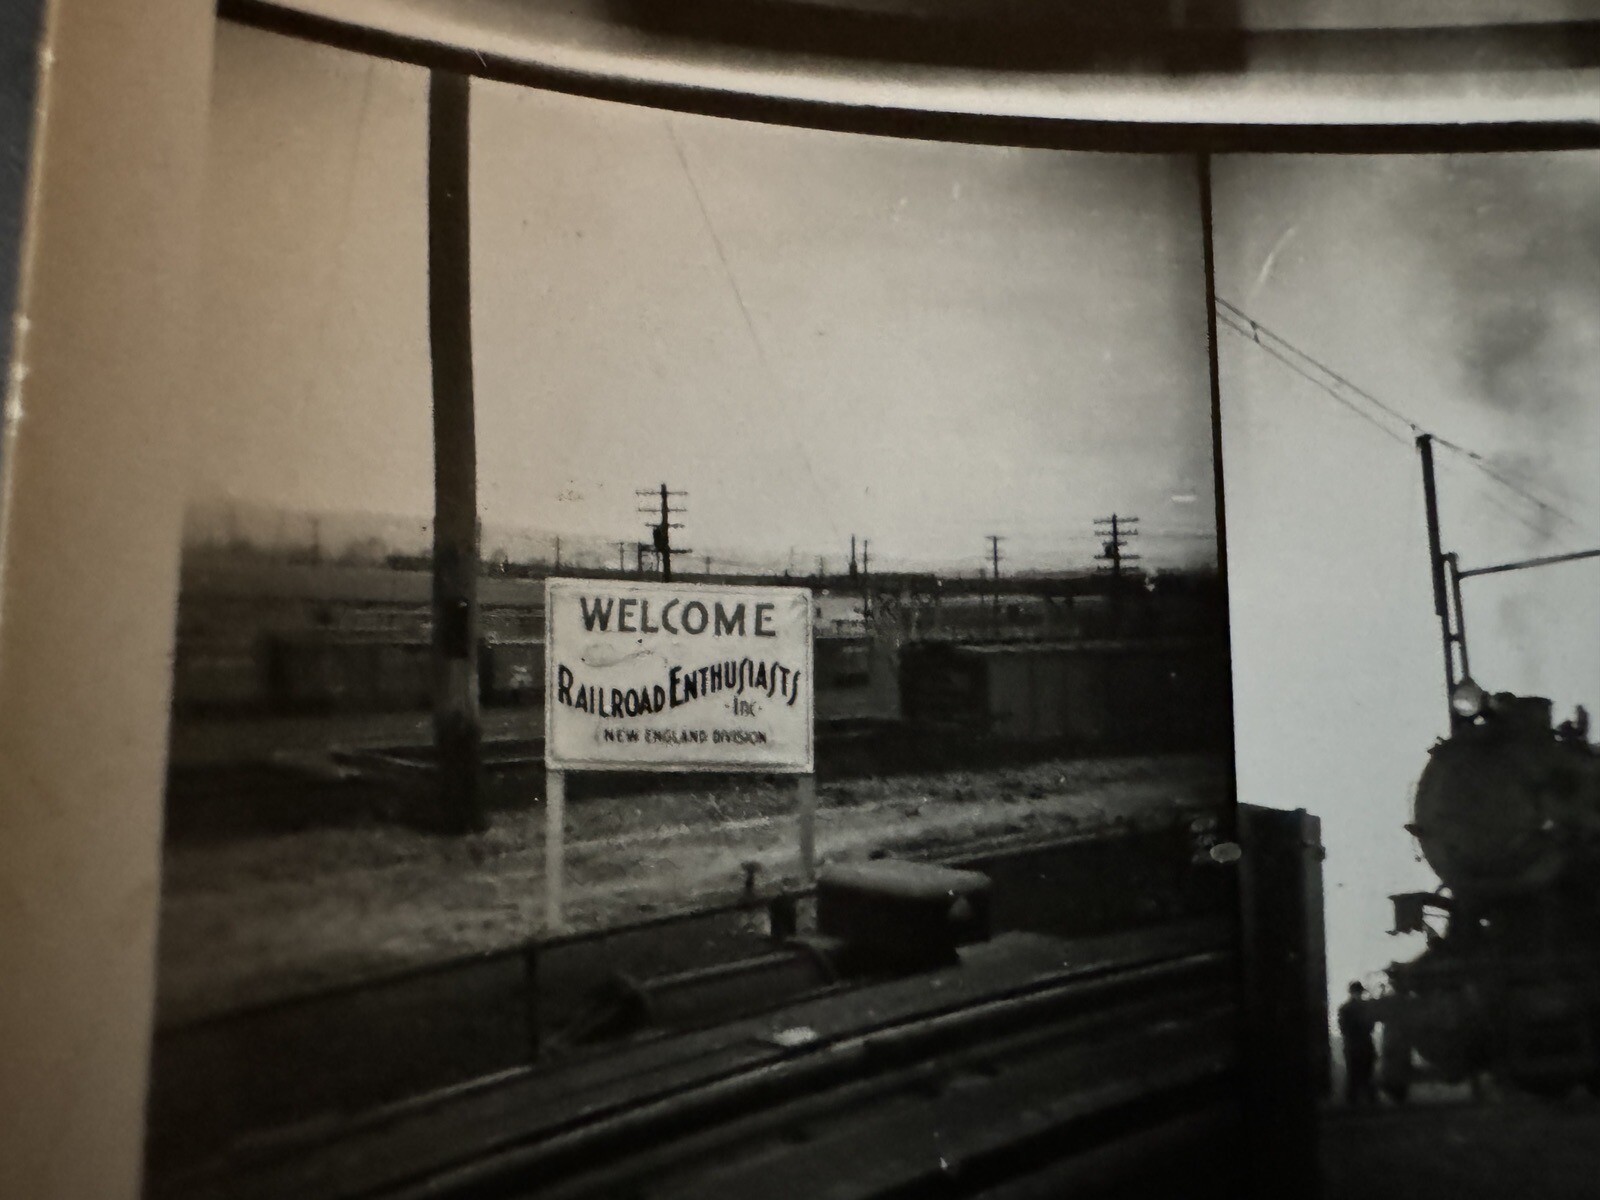 WELCOME
RAILROAD ENTHUSIASTS
-Inc-
NEW ENGLAND DIVISION